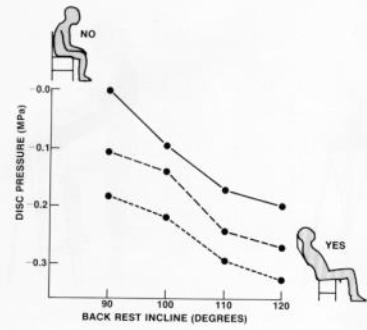 NO
-0.0
-0.1
-0.2
-0.3
DISC PRESSURE (MPa)
YES
90 100 110 120
BACK REST INCLINE (DEGREES)